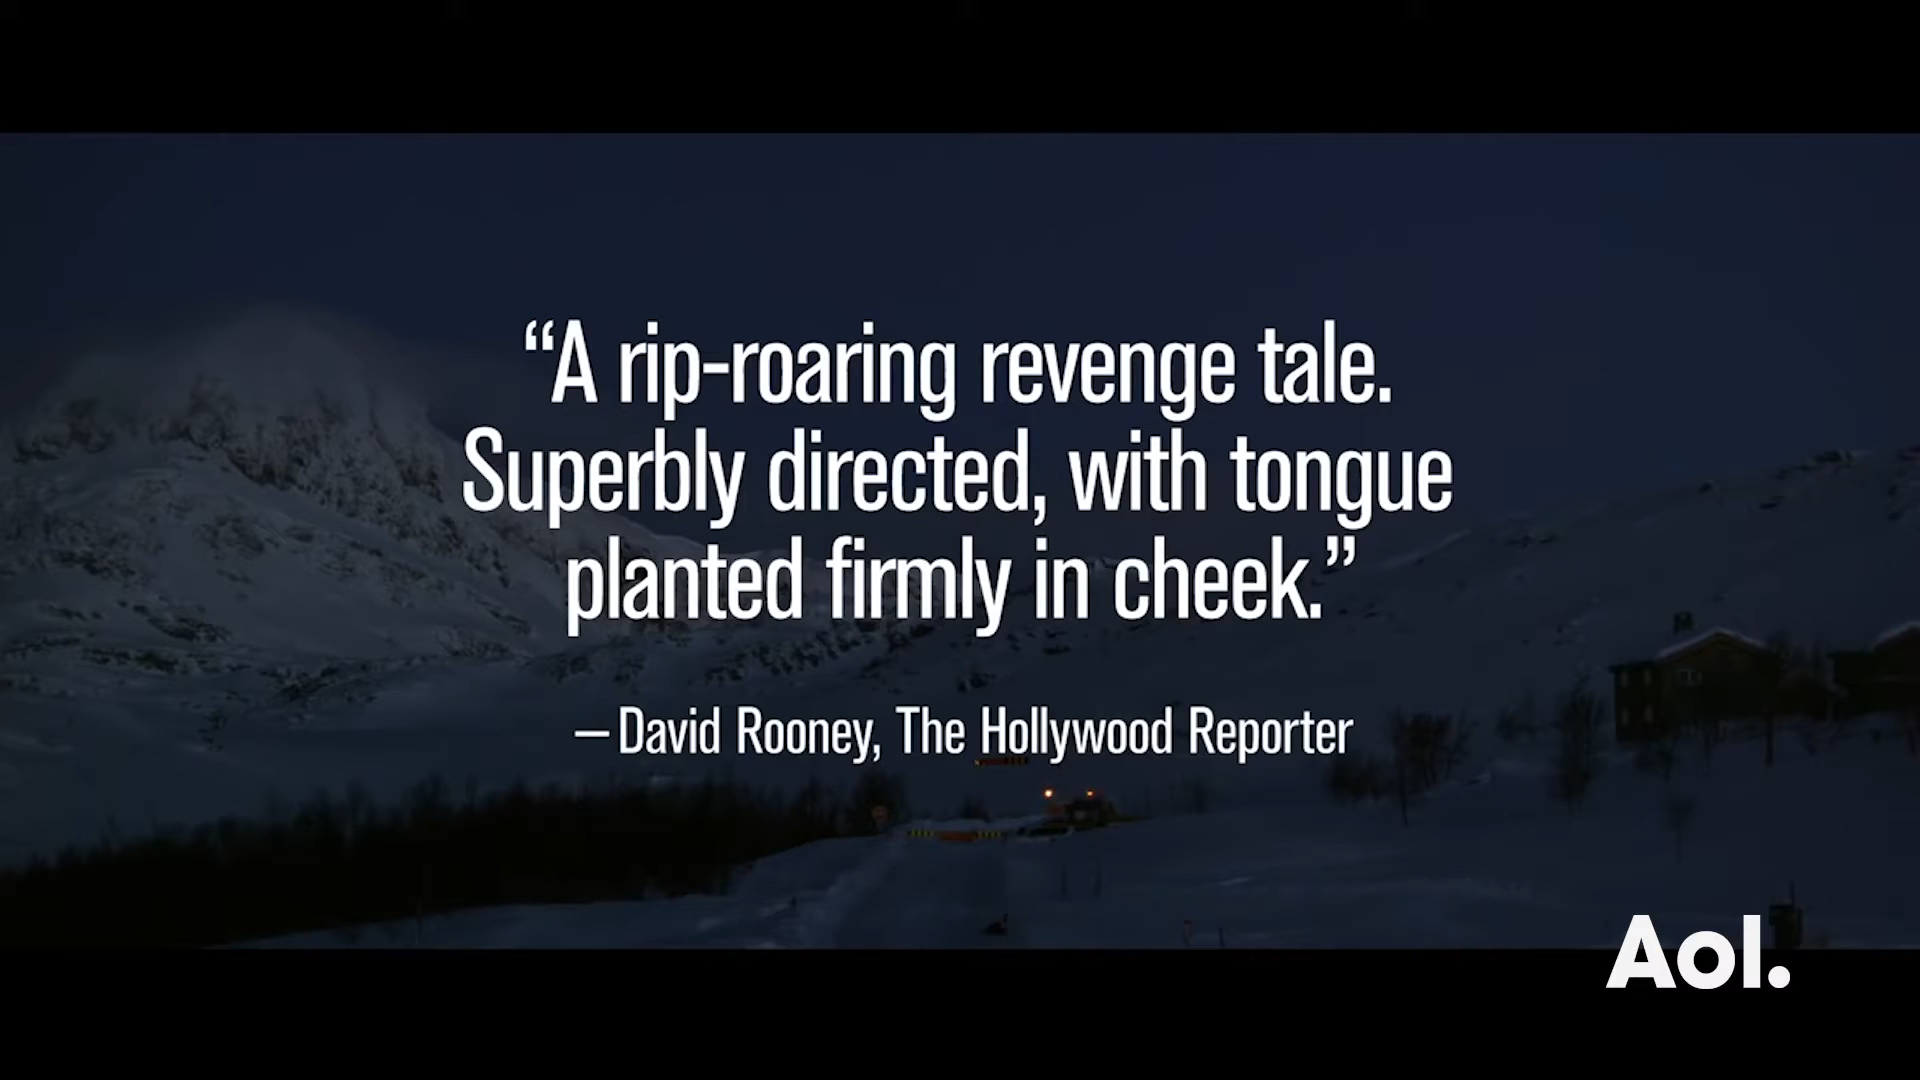 “A rip-roaring revenge tale.
Superbly directed, with tongue
planted firmly in cheek.”
– David Rooney, The Hollywood Reporter
Aol.